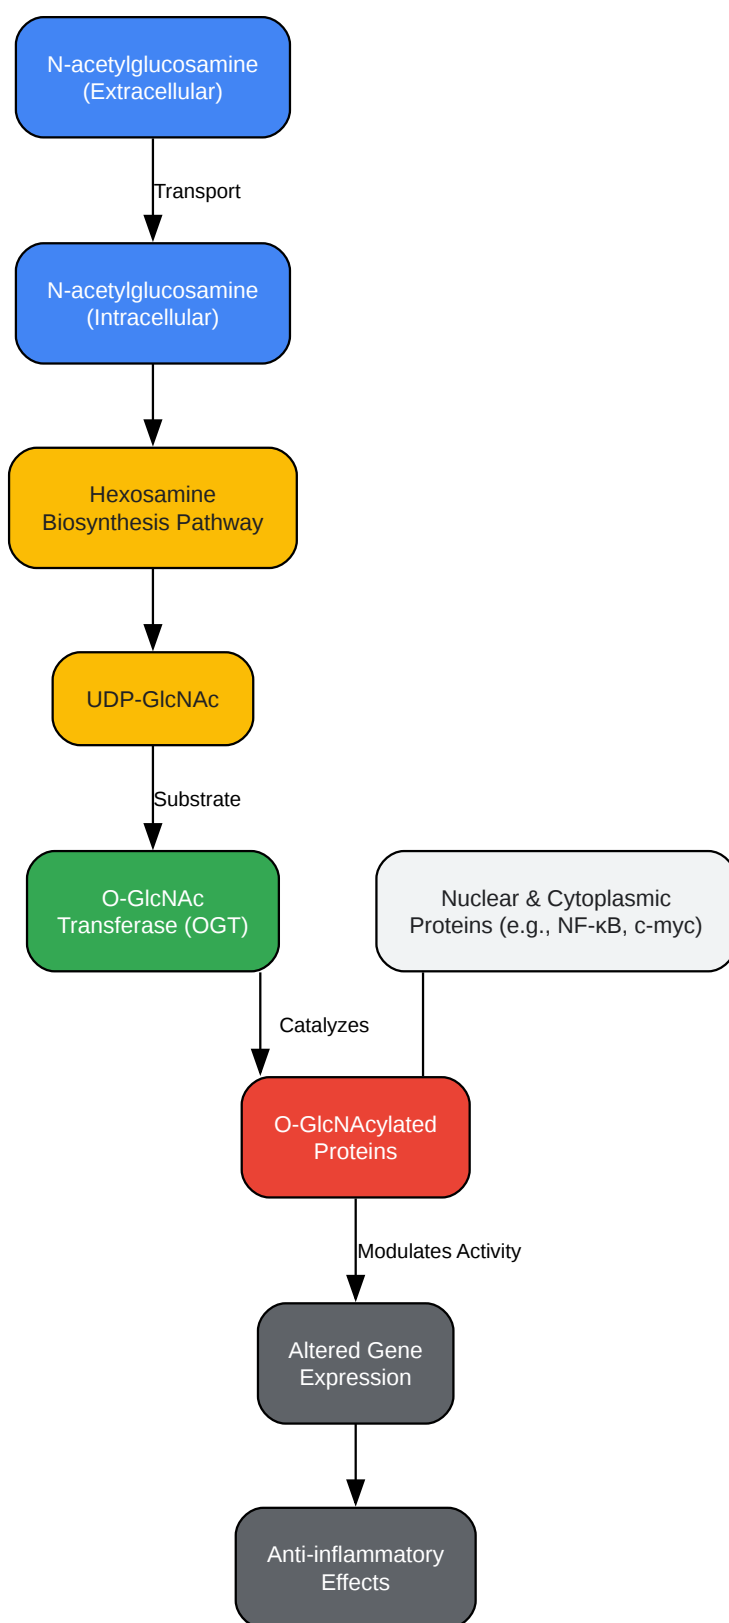 N-acetylglucosamine
(Extracellular)
Transport
N-acetylglucosamine
(Intracellular)
Hexosamine
Biosynthesis Pathway
UDP-GlcNAc
Substrate
O-GlcNAc
Transferase (OGT)
Nuclear & Cytoplasmic
Proteins (e.g., NF-κB, c-myc)
Catalyzes
O-GlcNAcylated
Proteins
Modulates Activity
Altered Gene
Expression
Anti-inflammatory
Effects